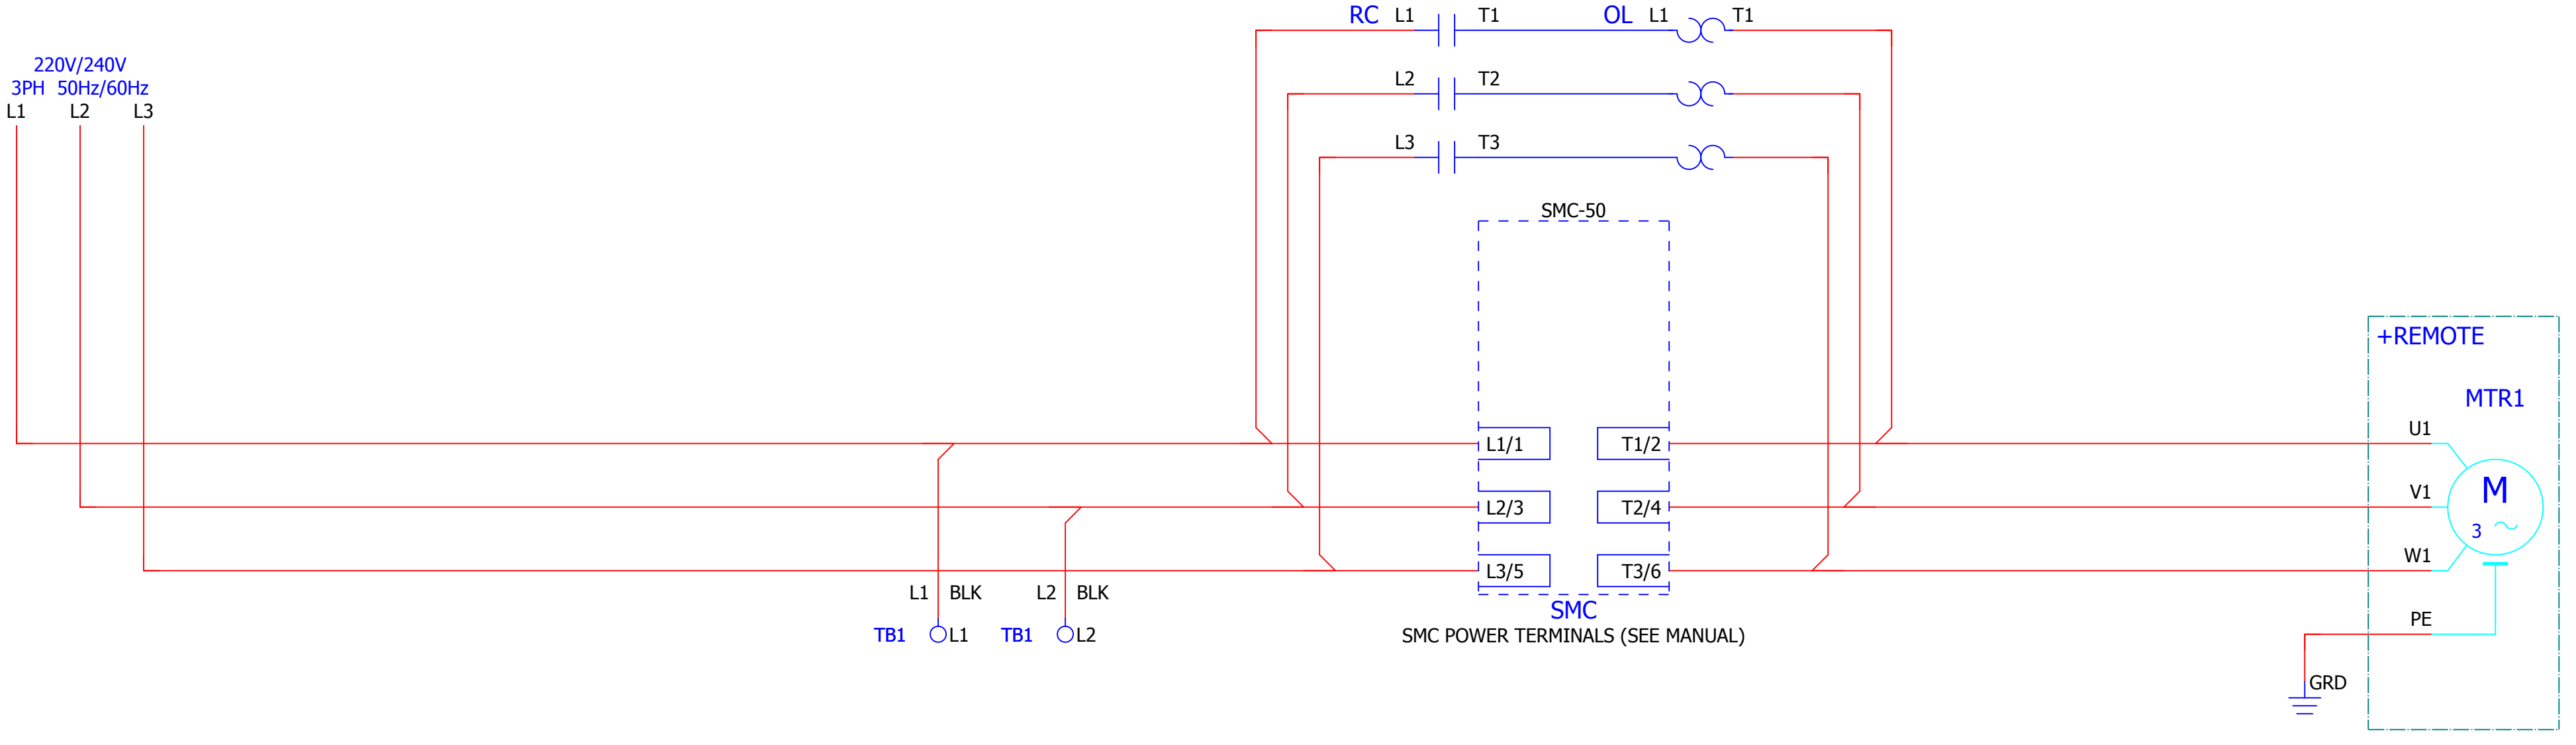 RC L1 T1 OL L1 T1
220V/240V
3PH 50Hz/60Hz
L1 L2 L3
L2 T2
L3 T3
SMC-50
+REMOTE
MTR1
U1
L1/1 T1/2
V1
M
3
L2/3 T2/4
W1
L3/5 T3/6
L1 BLK L2 BLK
SMC
PE
TB1 L1 TB1 L2
SMC POWER TERMINALS (SEE MANUAL)
GRD